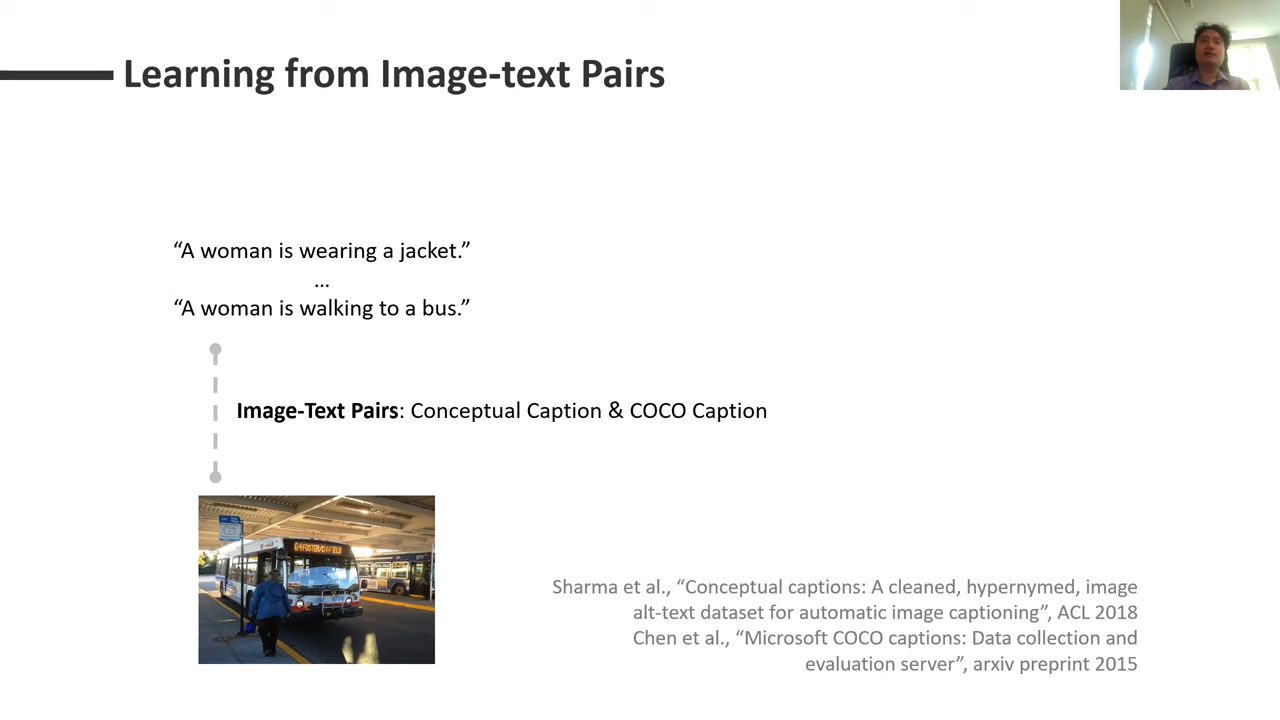 Learning from Image-text Pairs
“A woman is wearing a jacket.”
...
“A woman is walking to a bus.”
Image-Text Pairs: Conceptual Caption & COCO Caption
Sharma et al., “Conceptual captions: A cleaned, hypernymed, image
alt-text dataset for automatic image captioning”, ACL 2018
Chen et al., “Microsoft COCO captions: Data collection and
evaluation server”, arxiv preprint 2015